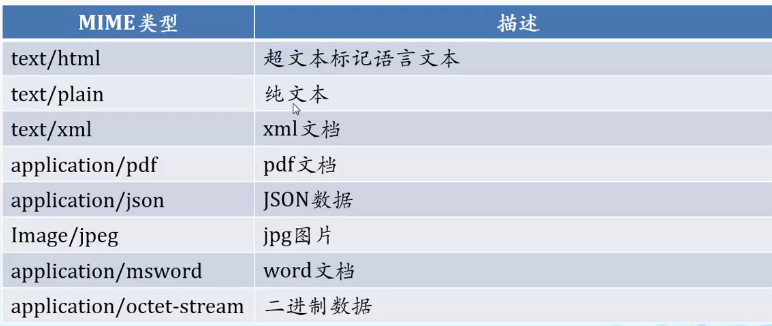 MIME类型 描述
text/html 超文本标记语言文本
text/plain 纯文本
text/xml xml文档
application/pdf pdf文档
application/json JSON数据
Image/jpeg jpg图片
application/msword word文档
application/octet-stream 二进制数据